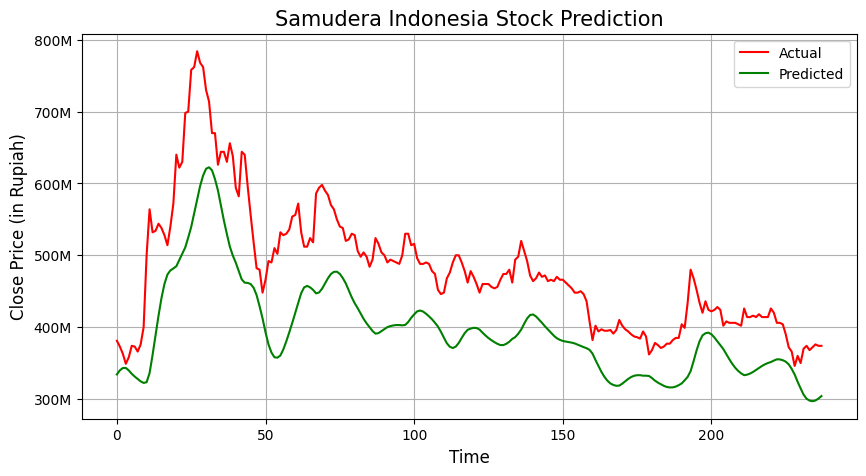 Samudera Indonesia Stock Prediction
Actual
Predicted
Close Price (in Rupiah)
800M
700M
600M
500M
400M
300M
0
50
100
150
200
Time